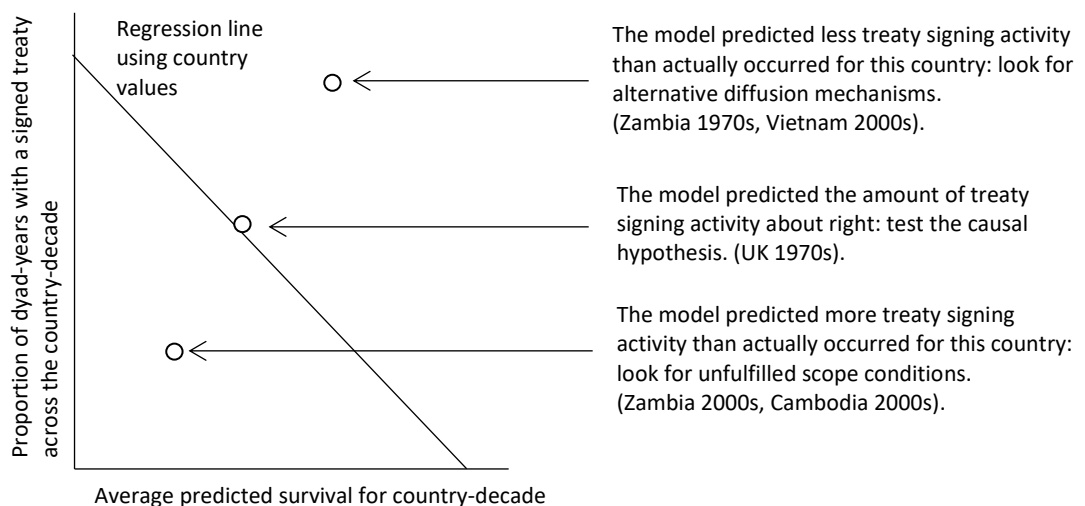 Proportion of dyad-years with a signed treaty
across the country-decade
Regression line
using country
values
The model predicted less treaty signing activity
than actually occurred for this country: look for
alternative diffusion mechanisms.
(Zambia 1970s, Vietnam 2000s).
The model predicted the amount of treaty
signing activity about right: test the causal
hypothesis. (UK 1970s).
The model predicted more treaty signing
activity than actually occurred for this country:
look for unfulfilled scope conditions.
(Zambia 2000s, Cambodia 2000s).
Average predicted survival for country-decade